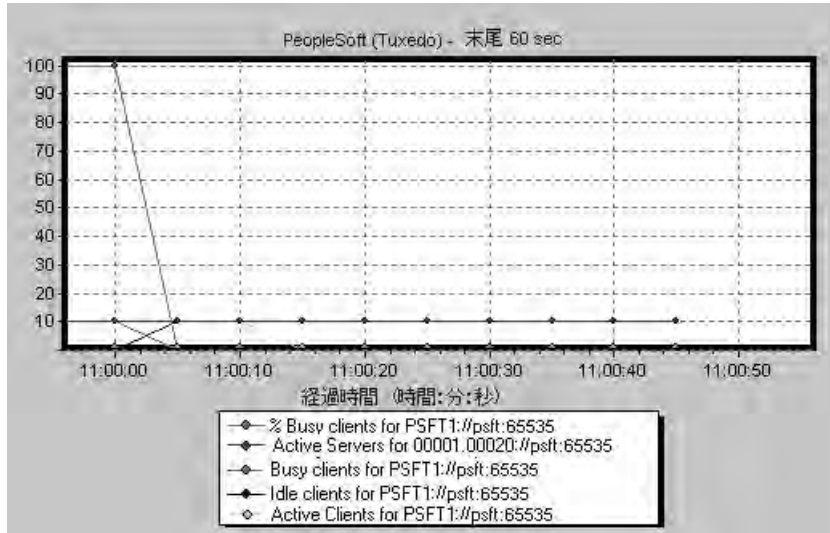 PeopleSoft (Tuxedo) - 末尾 60 sec
100
90
80
70
60
50
40
30
20
10
11:00:00 11:00:10 11:00:20 11:00:30 11:00:40 11:00:50
経過時間 (時間:分:秒)
% Busy clients for PSFT1://psft:65535
Active Servers for 00001.00020://psft:65535
Busy clients for PSFT1://psft:65535
Idle clients for PSFT1://psft:65535
Active Clients for PSFT1://psft:65535